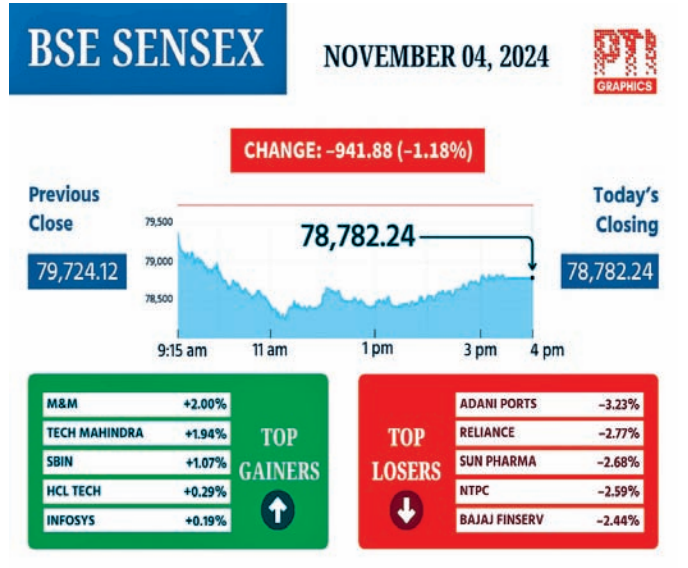 BSE SENSEX
NOVEMBER 04, 2024
PTI
GRAPHICS
CHANGE: –941.88 (–1.18%)
Previous
Close
79,724.12
79,500
79,000
78,500
78,782.24
Today's
Closing
78,782.24
9:15 am
11 am
1 pm
3 pm
4 pm
M&M +2.00%
TECH MAHINDRA +1.94%
SBIN +1.07%
HCL TECH +0.29%
INFOSYS +0.19%
TOP
GAINERS
TOP
LOSERS
ADANI PORTS –3.23%
RELIANCE –2.77%
SUN PHARMA –2.68%
NTPC –2.59%
BAJAJ FINSERV –2.44%